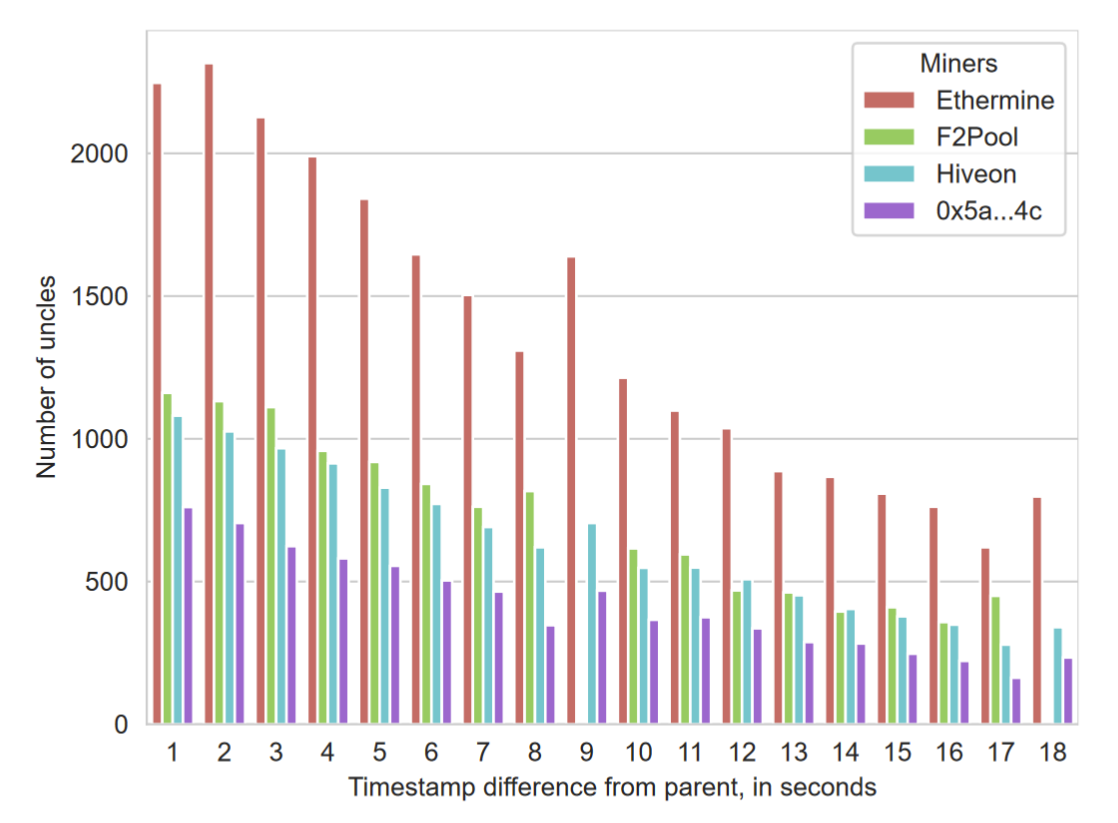 Miners
Ethermine
F2Pool
Hiveon
0x5a...4c
Number of uncles
2000
1500
1000
500
0
1 2 3 4 5 6 7 8 9 10 11 12 13 14 15 16 17 18
Timestamp difference from parent, in seconds